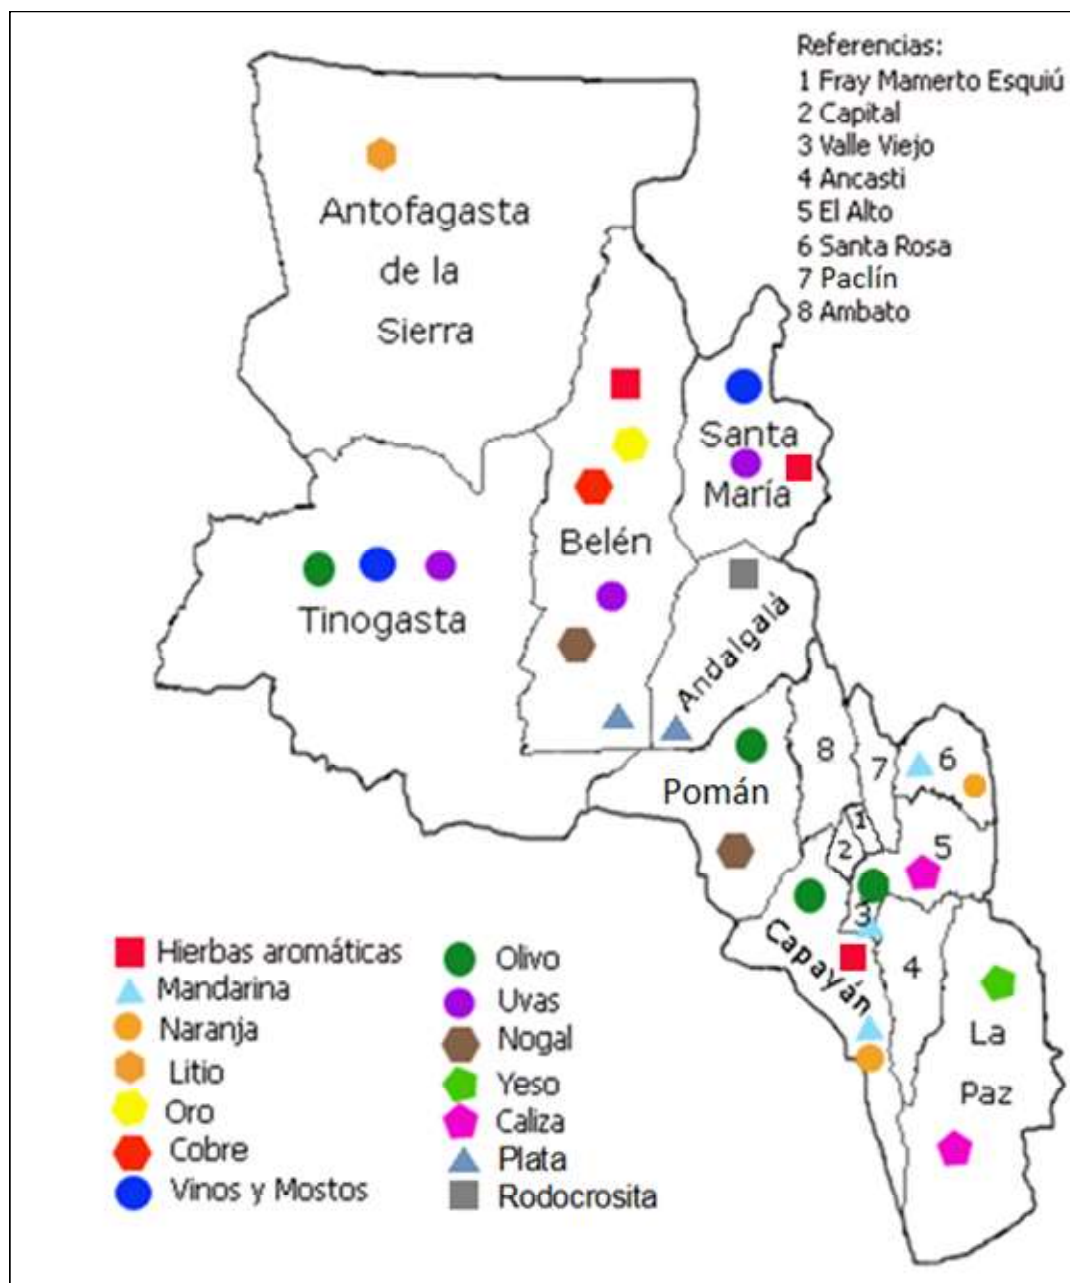 Referencias:
1 Fray Mamerto Esquiú
2 Capital
3 Valle Viejo
4 Ancasti
5 El Alto
6 Santa Rosa
7 Paclín
8 Ambato
Antofagasta
de la
Sierra
Santa
María
Belén
Tinogasta
Andalgalá
Pomán
8
7
6
1
2
5
3
4
Capayán
La
Paz
Hierbas aromáticas
Mandarina
Naranja
Litio
Oro
Cobre
Vinos y Mostos
Olivo
Uvas
Nogal
Yeso
Caliza
Plata
Rodocrosita